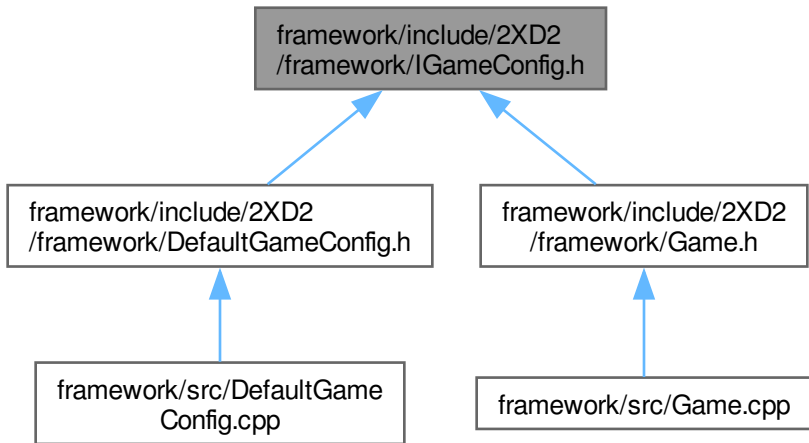 framework/include/2XD2
/framework/IGameConfig.h
framework/include/2XD2
/framework/DefaultGameConfig.h
framework/include/2XD2
/framework/Game.h
framework/src/DefaultGame
Config.cpp
framework/src/Game.cpp